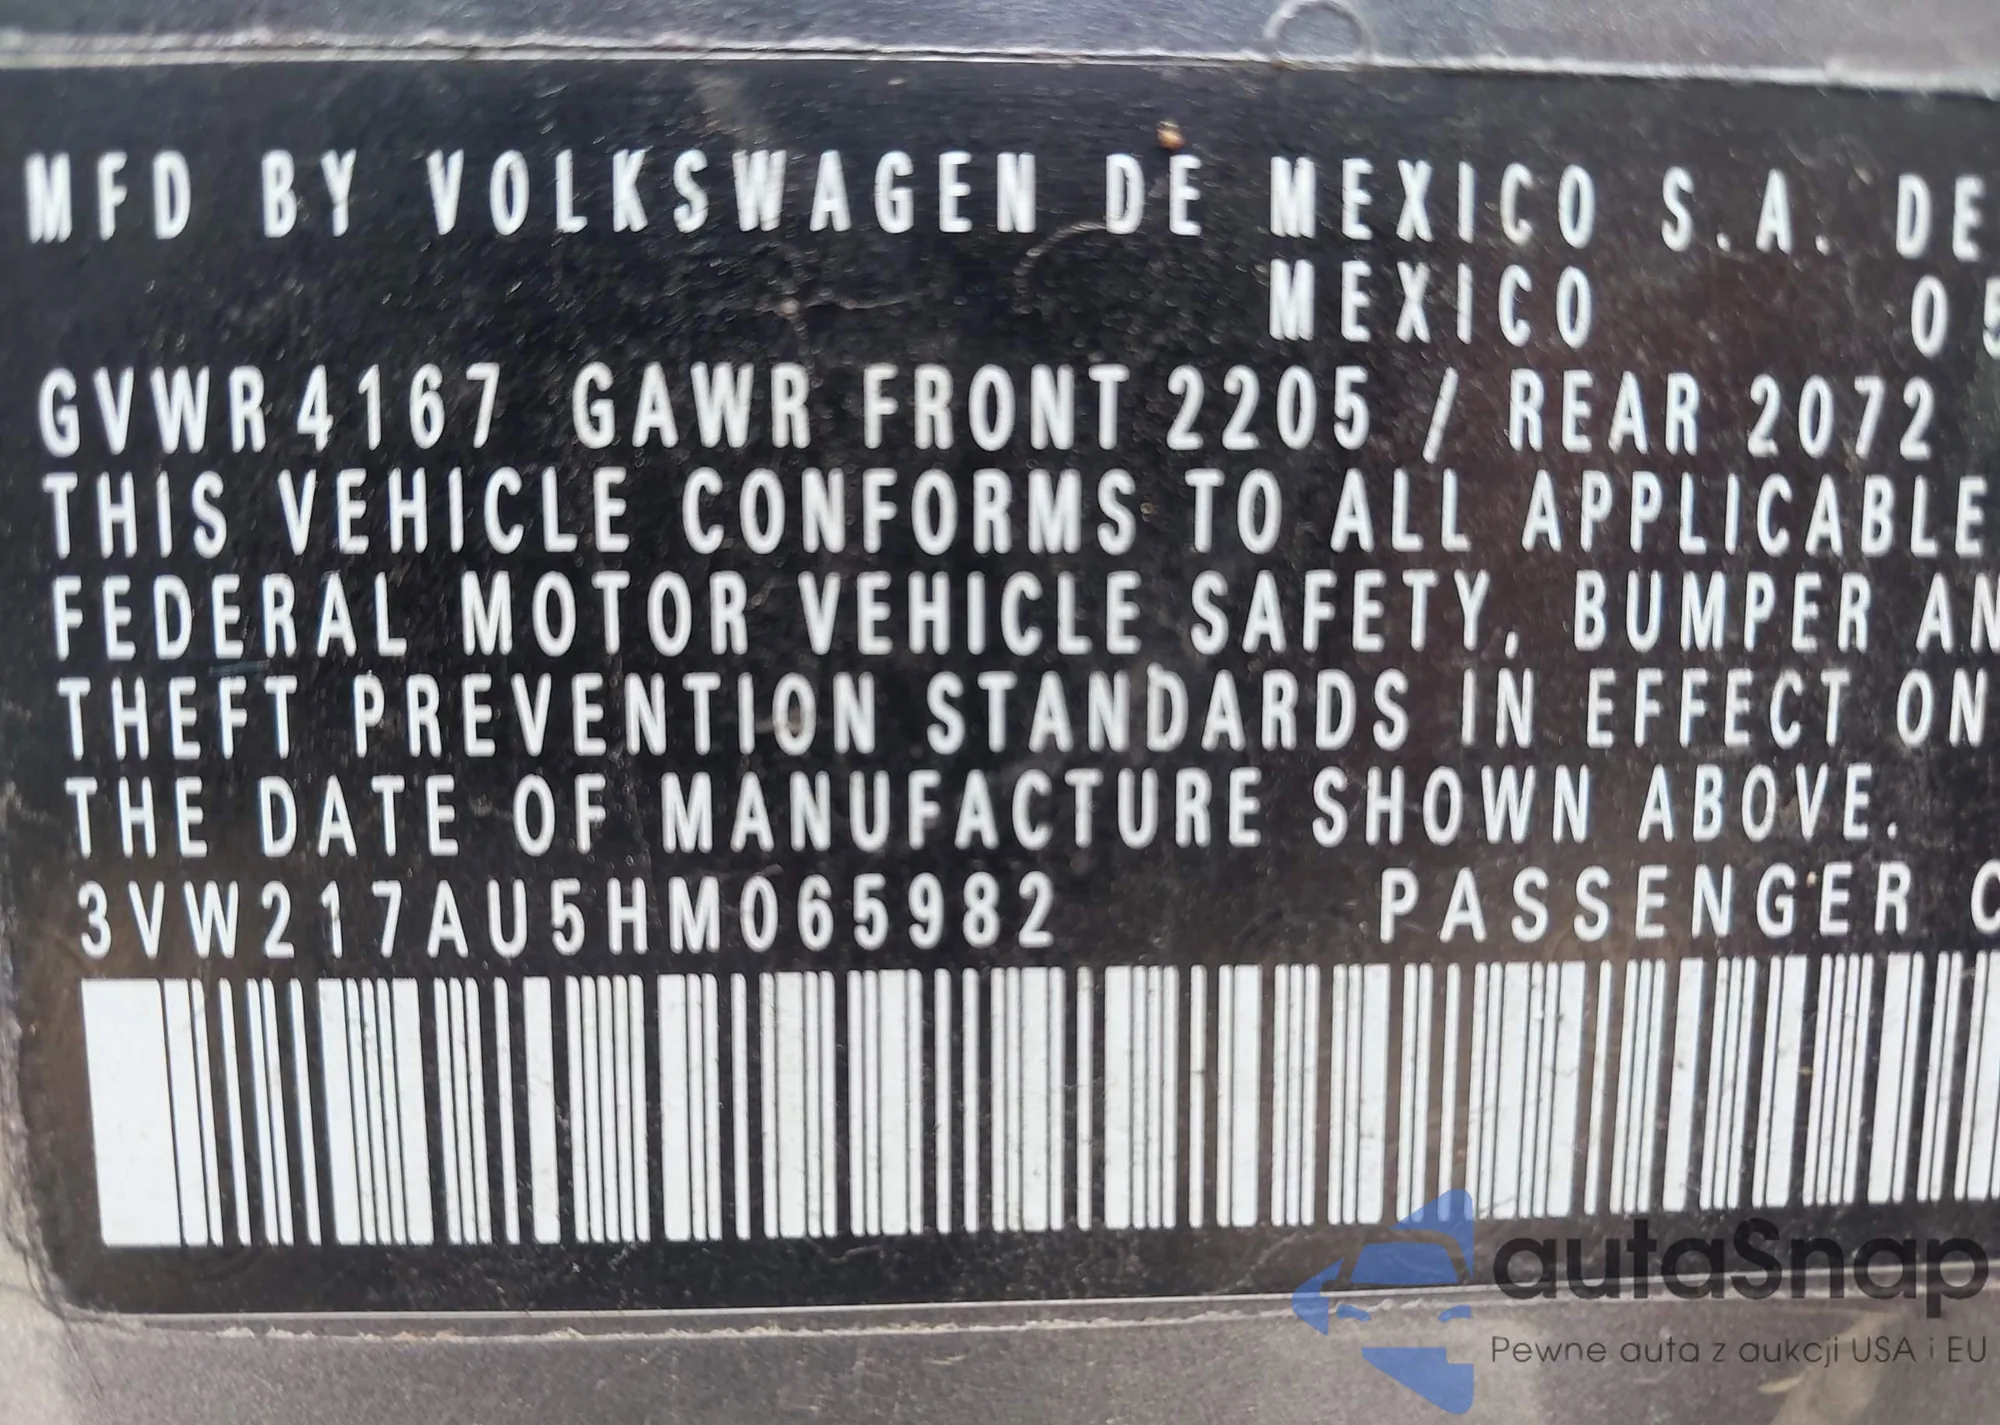 MFD BY VOLKSWAGEN DE MEXICO S.A. DE
MEXICO 05
GVWR 4167 GAWR FRONT 2205 / REAR 2072
THIS VEHICLE CONFORMS TO ALL APPLICABLE
FEDERAL MOTOR VEHICLE SAFETY, BUMPER AN
THEFT PREVENTION STANDARDS IN EFFECT ON
THE DATE OF MANUFACTURE SHOWN ABOVE.
3VW217AU5HM065982 PASSENGER C
autaSnap
Pewne auta z aukcji USA i EU